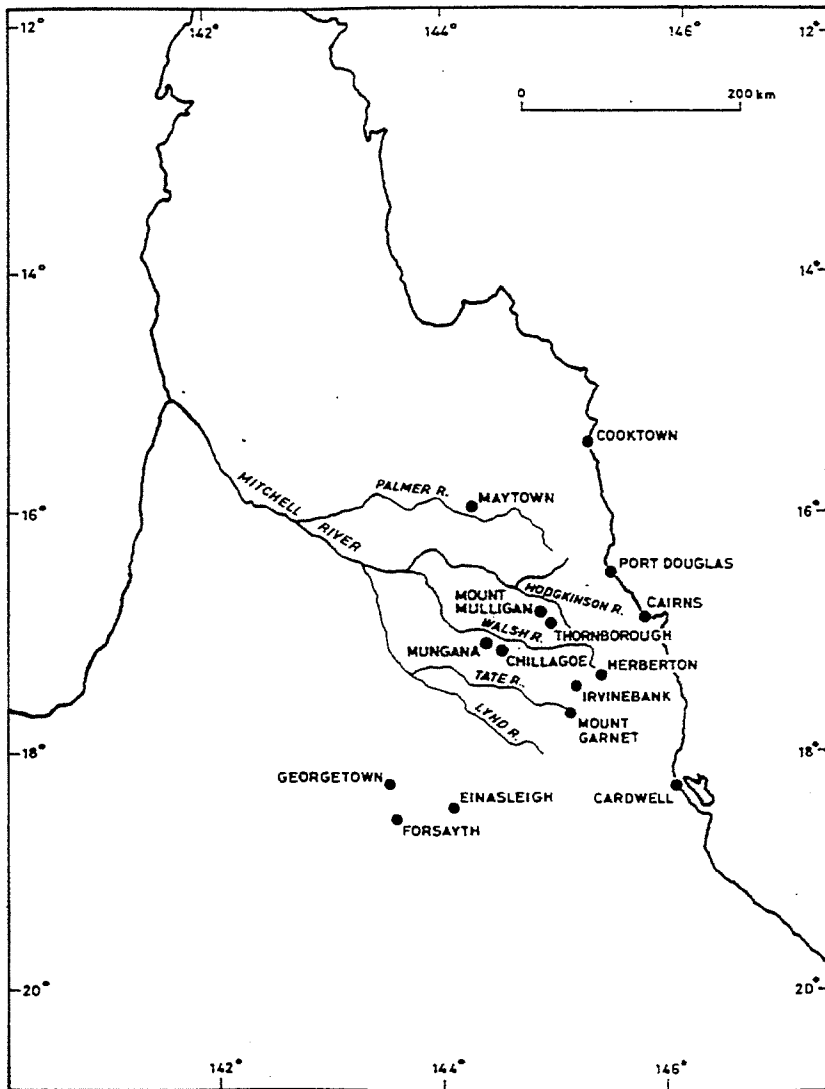 142° 144° 146°
12° 12°
0 200 km
14° 14°
COOKTOWN
MITCHELL
RIVER
PALMER R.
MAYTOWN
16° 16°
PORT DOUGLAS
HODGKINSON R.
MOUNT
MULLIGAN
CAIRNS
WALSH R.
THORNBOROUGH
MUNGANA
CHILLAGOE
HERBERTON
TATE R.
IRVINEBANK
LYND R.
MOUNT
GARNET
18° 18°
GEORGETOWN
EINASLEIGH
CARDWELL
FORSAYTH
20° 20°
142° 144° 146°